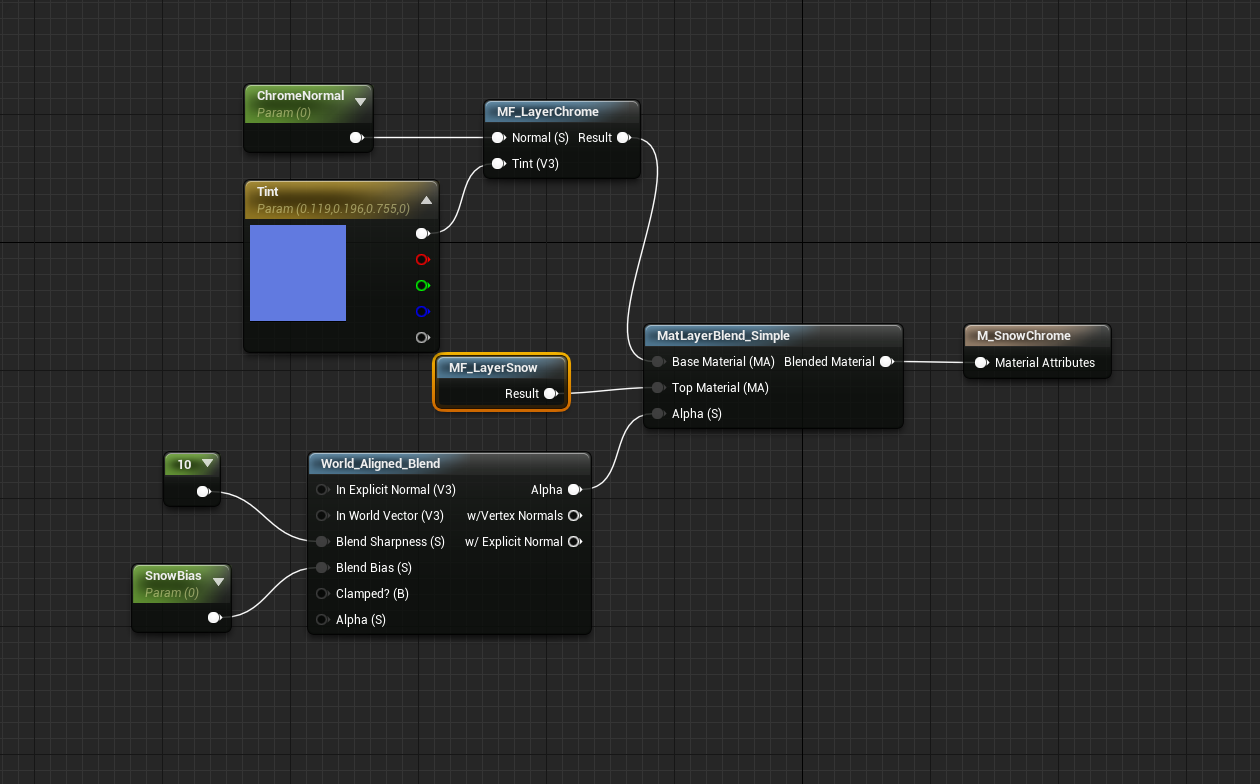 ChromeNormal
Param (0)
MF_LayerChrome
Normal (S) Result
Tint (V3)
Tint
Param (0.119,0.196,0.755,0)
MatLayerBlend_Simple
Base Material (MA) Blended Material
Top Material (MA)
Alpha (S)
M_SnowChrome
Material Attributes
MF_LayerSnow
Result
10
World_Aligned_Blend
In Explicit Normal (V3) Alpha
In World Vector (V3) w/Vertex Normals
Blend Sharpness (S) w/ Explicit Normal
Blend Bias (S)
Clamped? (B)
Alpha (S)
SnowBias
Param (0)